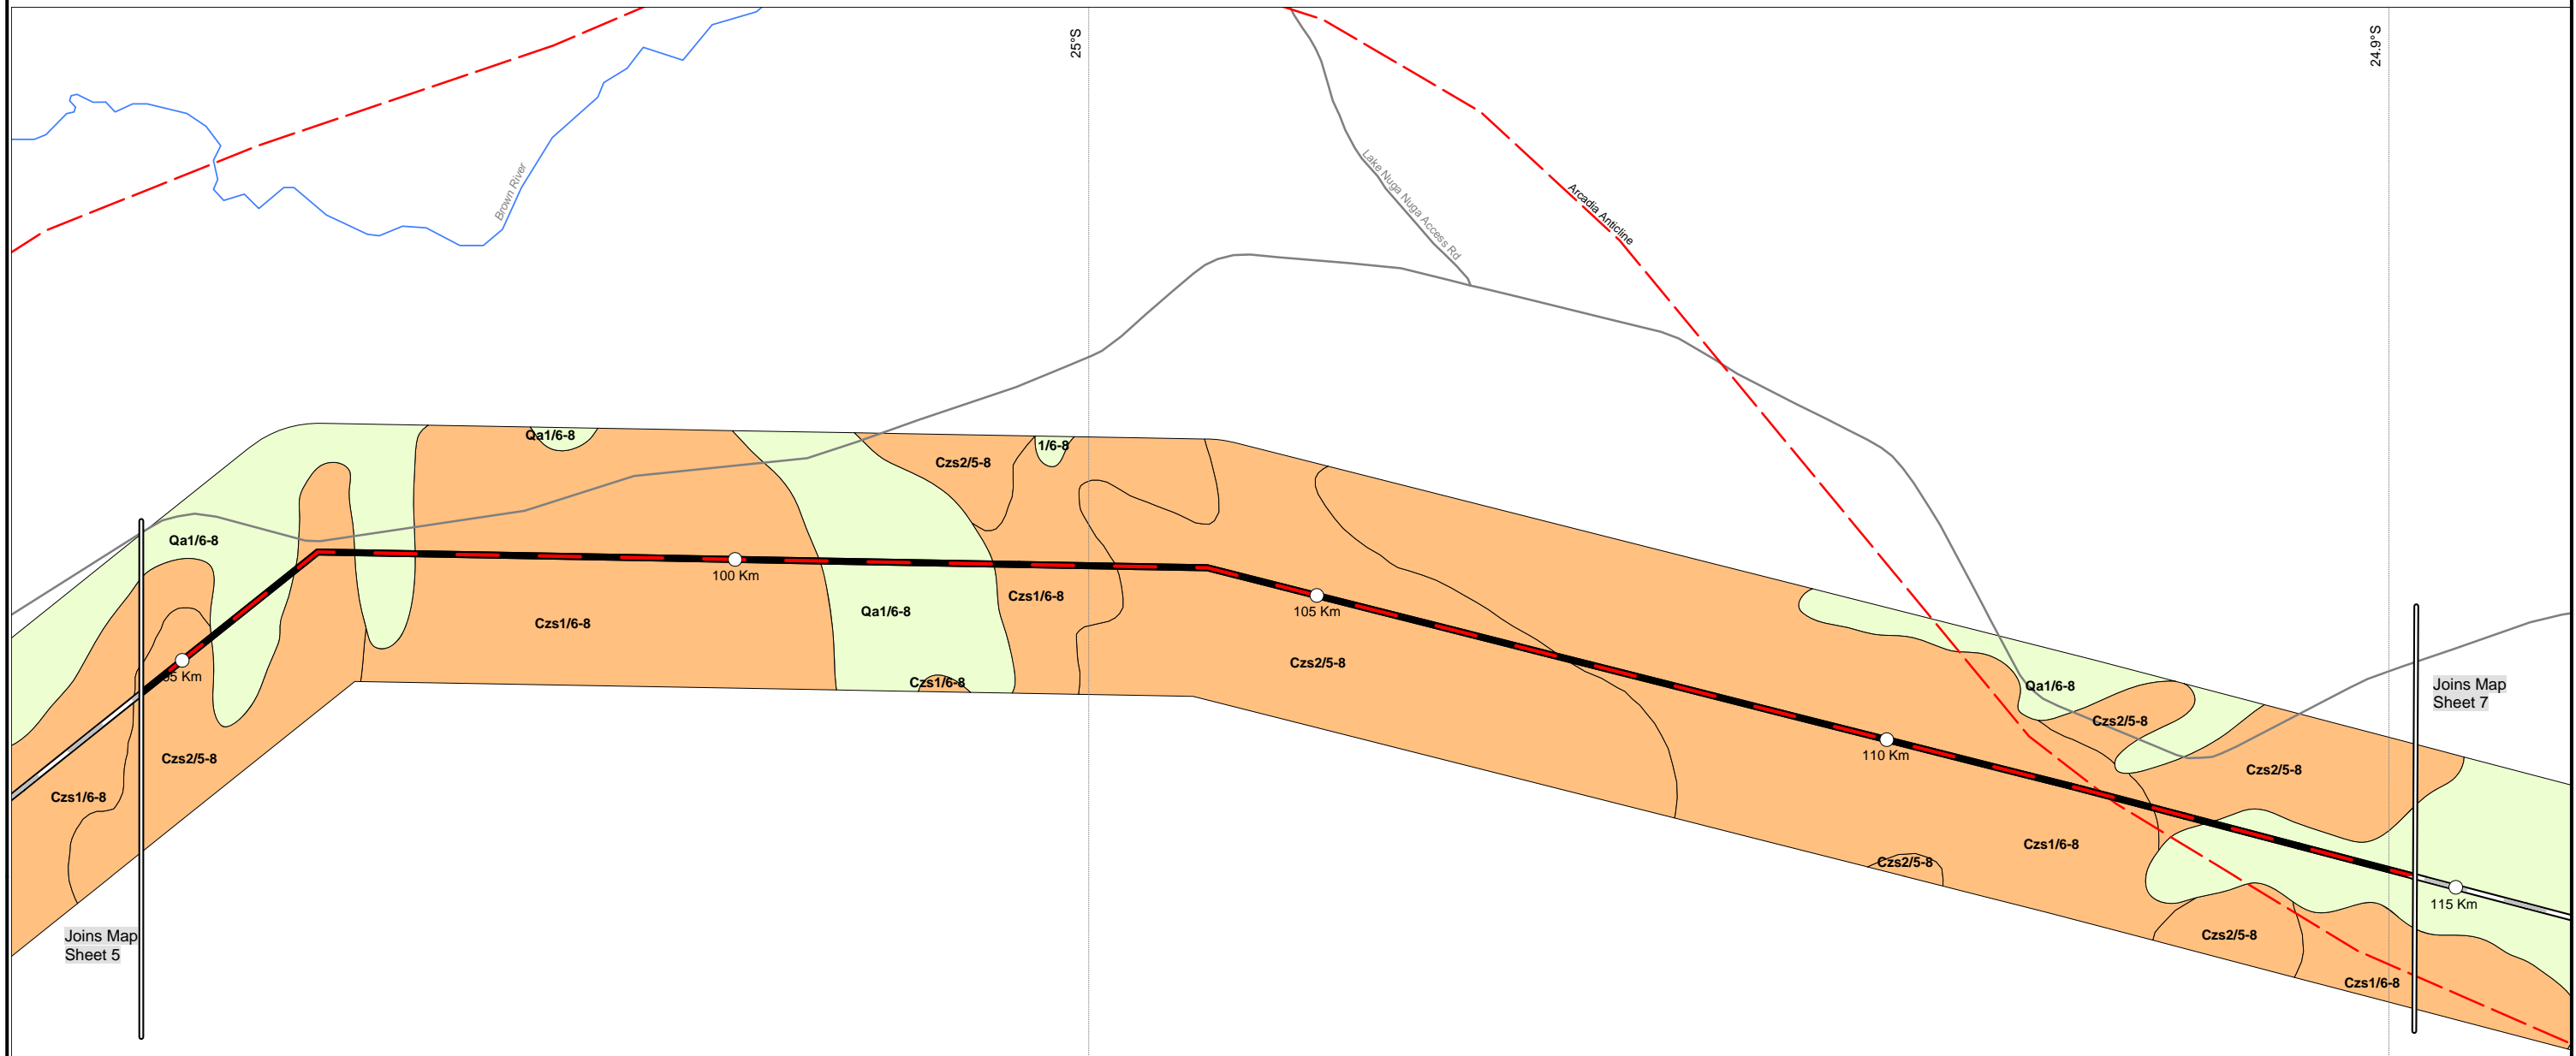 25°S
24.9°S
Brown River
Lake Nuga Nuga Access Rd
Arcadia Anticline
Qa1/6-8
1/6-8
Czs2/5-8
Qa1/6-8
100 Km
Czs1/6-8
105 Km
Qa1/6-8
Czs1/6-8
Czs2/5-8
5 Km
Czs1/6-8
Qa1/6-8
Joins Map
Sheet 7
Czs2/5-8
Czs2/5-8
110 Km
Czs2/5-8
Czs1/6-8
Czs1/6-8
Czs2/5-8
115 Km
Joins Map
Sheet 5
Czs2/5-8
Czs1/6-8